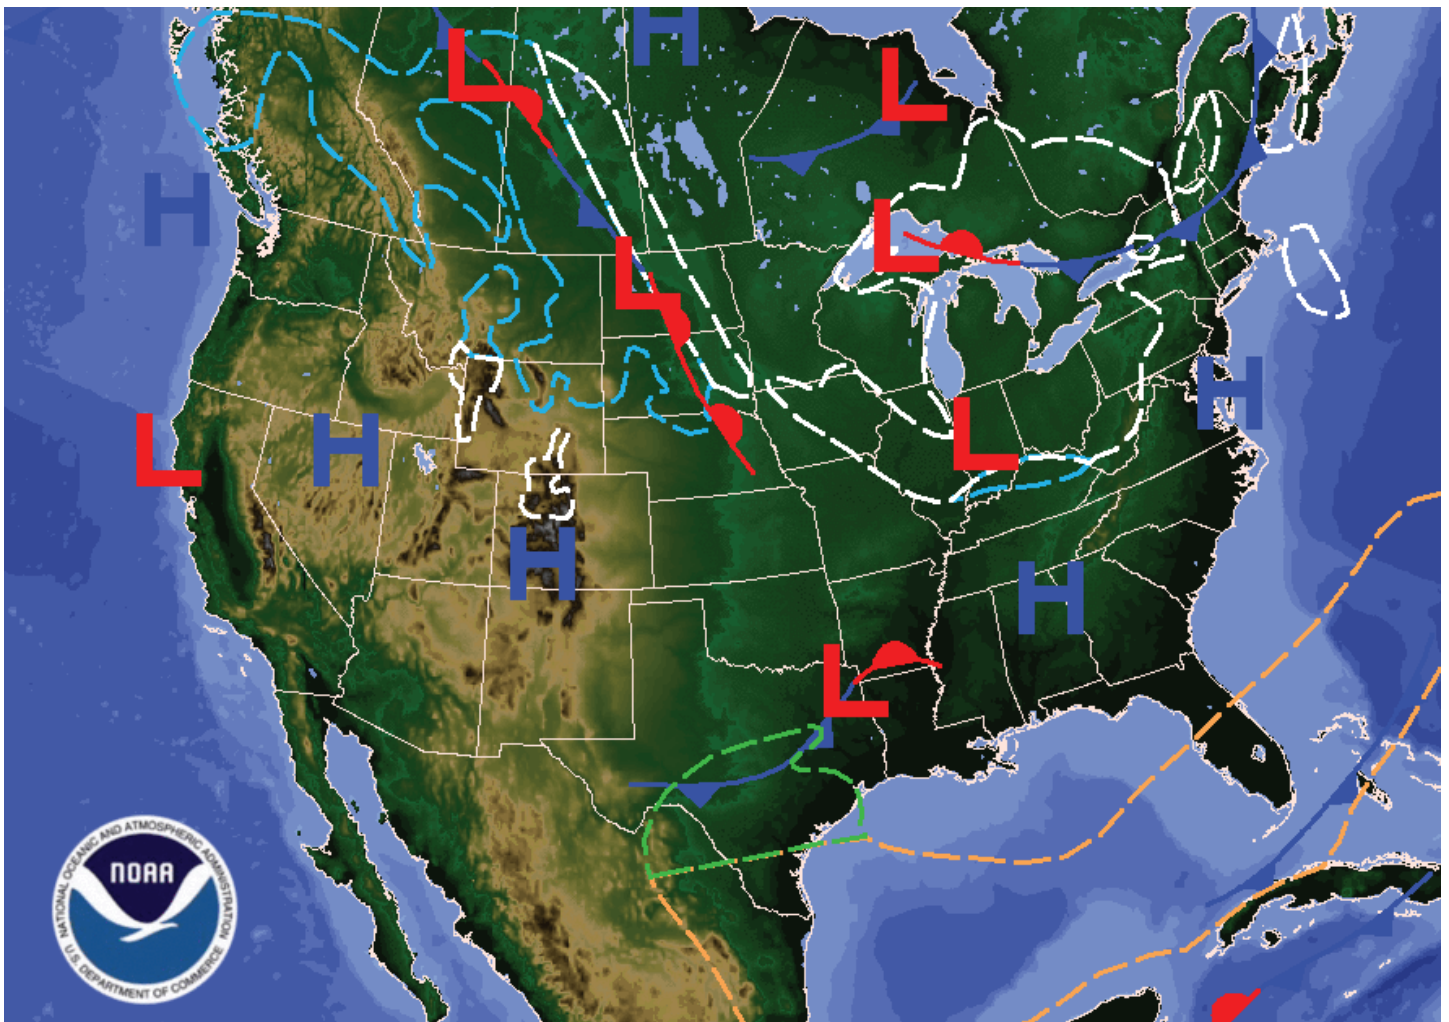 H
L
L
H
L
L
H
L
H
L
H
L
H
H
L
NATIONAL OCEANIC AND ATMOSPHERIC ADMINISTRATION
NOAA
U.S. DEPARTMENT OF COMMERCE